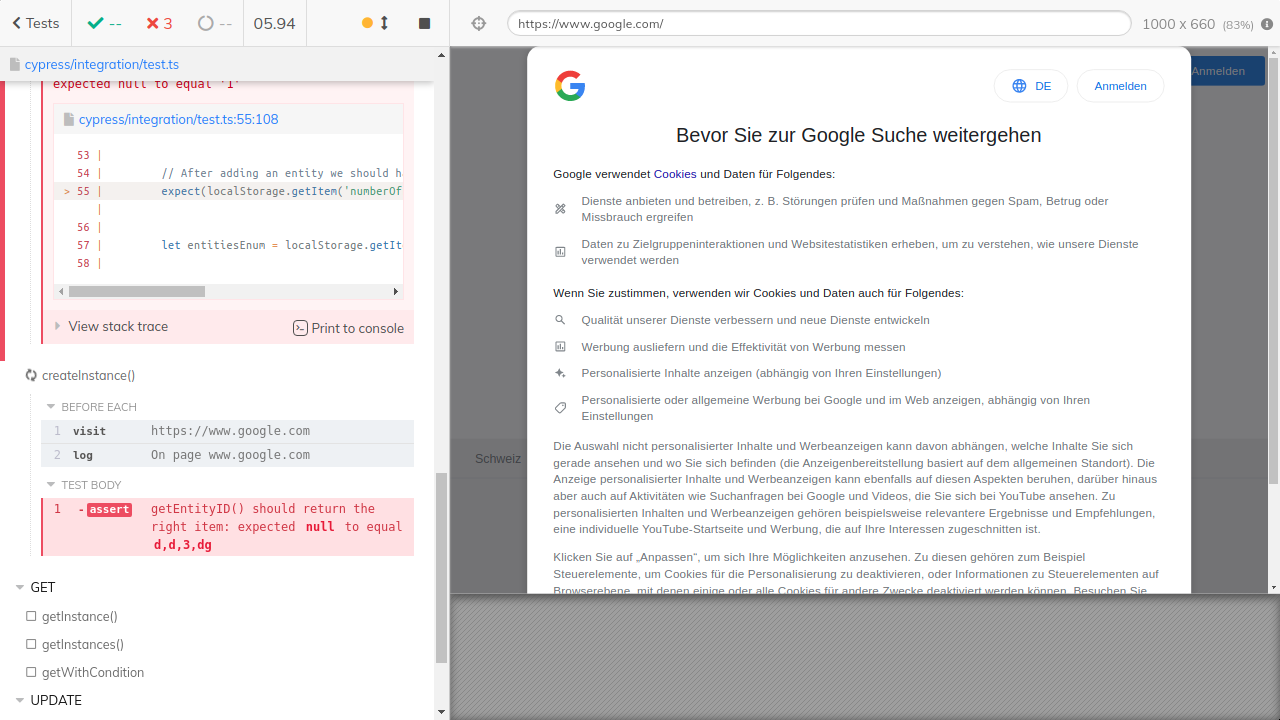 Tests
--
3
--
05.94
https://www.google.com/
1000 x 660 (83%)
cypress/integration/test.ts
expected null to equal '1'
cypress/integration/test.ts:55:108
53 |
54 | // After adding an entity we should h
> 55 | expect(localStorage.getItem('numberOf
|
56 |
57 | let entitiesEnum = localStorage.getIt
58 |
View stack trace
Print to console
createInstance()
BEFORE EACH
1 visit https://www.google.com
2 log On page www.google.com
TEST BODY
1 -assert getEntityID() should return the
right item: expected null to equal
d,d,3,dg
GET
getInstance()
getInstances()
getWithCondition
UPDATE
Anmelden
DE
Anmelden
Bevor Sie zur Google Suche weitergehen
Google verwendet Cookies und Daten für Folgendes:
Dienste anbieten und betreiben, z. B. Störungen prüfen und Maßnahmen gegen Spam, Betrug oder
Missbrauch ergreifen
Daten zu Zielgruppeninteraktionen und Websitestatistiken erheben, um zu verstehen, wie unsere Dienste
verwendet werden
Wenn Sie zustimmen, verwenden wir Cookies und Daten auch für Folgendes:
Qualität unserer Dienste verbessern und neue Dienste entwickeln
Werbung ausliefern und die Effektivität von Werbung messen
Personalisierte Inhalte anzeigen (abhängig von Ihren Einstellungen)
Personalisierte oder allgemeine Werbung bei Google und im Web anzeigen, abhängig von Ihren
Einstellungen
Schweiz
Die Auswahl nicht personalisierter Inhalte und Werbeanzeigen kann davon abhängen, welche Inhalte Sie sich
gerade ansehen und wo Sie sich befinden (die Anzeigenbereitstellung basiert auf dem allgemeinen Standort). Die
Anzeige personalisierter Inhalte und Werbeanzeigen kann ebenfalls auf diesen Aspekten beruhen, darüber hinaus
aber auch auf Aktivitäten wie Suchanfragen bei Google und Videos, die Sie sich bei YouTube ansehen. Zu
personalisierten Inhalten und Werbeanzeigen gehören beispielsweise relevantere Ergebnisse und Empfehlungen,
eine individuelle YouTube-Startseite und Werbung, die auf Ihre Interessen zugeschnitten ist.
Klicken Sie auf „Anpassen“, um sich Ihre Möglichkeiten anzusehen. Zu diesen gehören zum Beispiel
Steuerelemente, um Cookies für die Personalisierung zu deaktivieren, oder Informationen zu Steuerelementen auf
Browserebene, mit denen einige oder alle Cookies für andere Zwecke deaktiviert werden können. Besuchen Sie